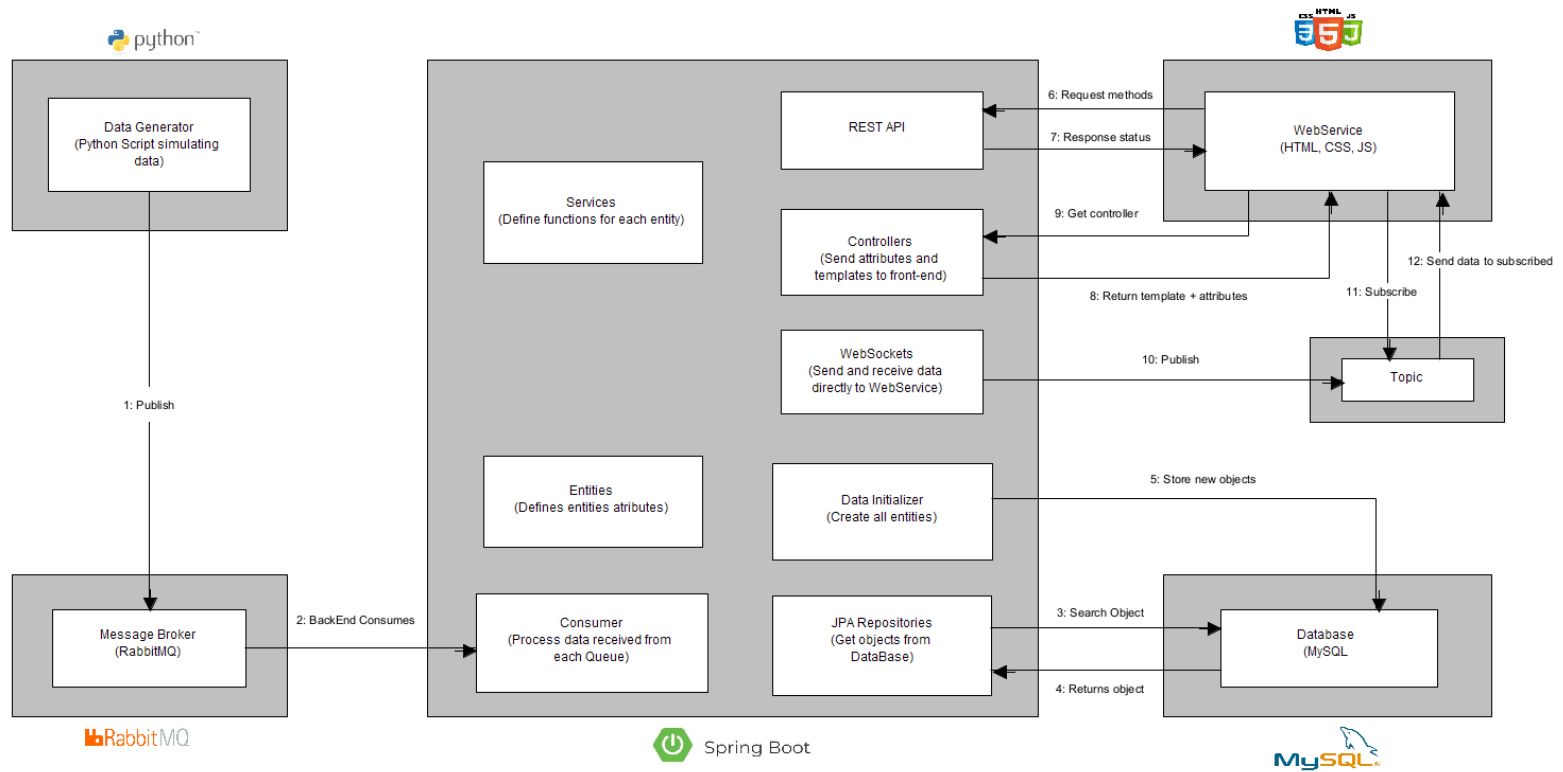 python™
CSS HTML JS
3 5 J
Data Generator
(Python Script simulating
data)
REST API
6: Request methods
7: Response status
WebService
(HTML, CSS, JS)
Services
(Define functions for each entity)
Controllers
(Send attributes and
templates to front-end)
9: Get controller
8: Return template + attributes
12: Send data to subscribed
11: Subscribe
WebSockets
(Send and receive data
directly to WebService)
10: Publish
Topic
1: Publish
Entities
(Defines entities atributes)
Data Initializer
(Create all entities)
5: Store new objects
Message Broker
(RabbitMQ)
2: BackEnd Consumes
Consumer
(Process data received from
each Queue)
JPA Repositories
(Get objects from
DataBase)
3: Search Object
4: Returns object
Database
(MySQL
RabbitMQ
Spring Boot
MySQL